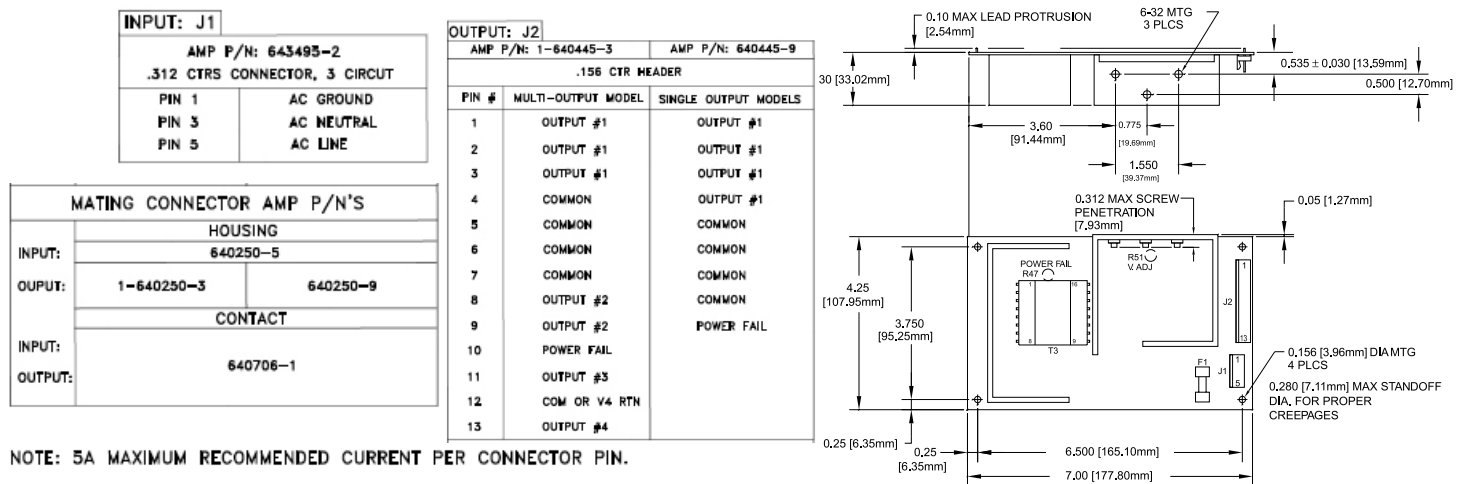 INPUT: J1
AMP P/N: 643495-2
.312 CTRS CONNECTOR, 3 CIRCUT
PIN 1 AC GROUND
PIN 3 AC NEUTRAL
PIN 5 AC LINE
MATING CONNECTOR AMP P/N'S
HOUSING
INPUT: 640250-5
OUPUT: 1-640250-3 640250-9
CONTACT
INPUT:
640706-1
OUTPUT:
OUTPUT: J2
AMP P/N: 1-640445-3 AMP P/N: 640445-9
.156 CTR HEADER
PIN # MULTI-OUTPUT MODEL SINGLE OUTPUT MODELS
1 OUTPUT #1 OUTPUT #1
2 OUTPUT #1 OUTPUT #1
3 OUTPUT #1 OUTPUT #1
4 COMMON OUTPUT #1
5 COMMON COMMON
6 COMMON COMMON
7 COMMON COMMON
8 OUTPUT #2 COMMON
9 OUTPUT #2 POWER FAIL
10 POWER FAIL
11 OUTPUT #3
12 COM OR V4 RTN
13 OUTPUT #4
NOTE: 5A MAXIMUM RECOMMENDED CURRENT PER CONNECTOR PIN.
0.10 MAX LEAD PROTRUSION
[2.54mm]
6-32 MTG
3 PLCS
30 [33.02mm]
0.535 ± 0.030 [13.59mm]
0.500 [12.70mm]
3.60
[91.44mm]
0.775
[19.69mm]
1.550
[39.37mm]
0.312 MAX SCREW
PENETRATION
[7.93mm]
0.05 [1.27mm]
POWER FAIL
R47
R51
V. ADJ
1 16
8 9
T3
J2
1
13
F1
J1
1
5
4.25
[107.95mm]
3.750
[95.25mm]
0.156 [3.96mm] DIA MTG
4 PLCS
0.280 [7.11mm] MAX STANDOFF
DIA. FOR PROPER
CREEPAGES
0.25 [6.35mm]
0.25
[6.35mm]
6.500 [165.10mm]
7.00 [177.80mm]